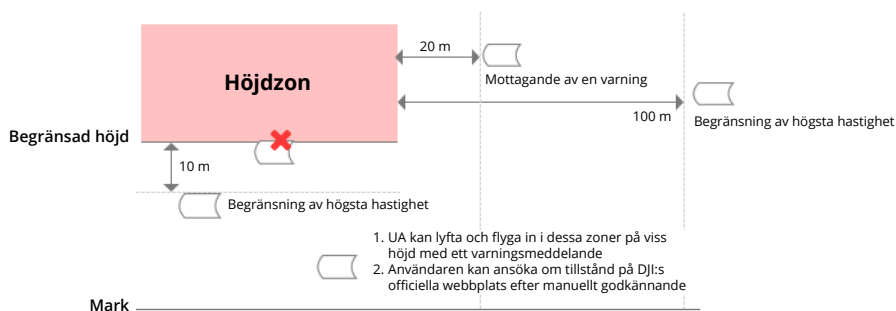 20 m
Mottagande av en varning
Höjdzon
100 m
Begränsning av högsta hastighet
Begränsad höjd
10 m
Begränsning av högsta hastighet
1. UA kan lyfta och flyga in i dessa zoner på viss
höjd med ett varningsmeddelande
2. Användaren kan ansöka om tillstånd på DJI:s
officiella webbplats efter manuellt godkännande
Mark